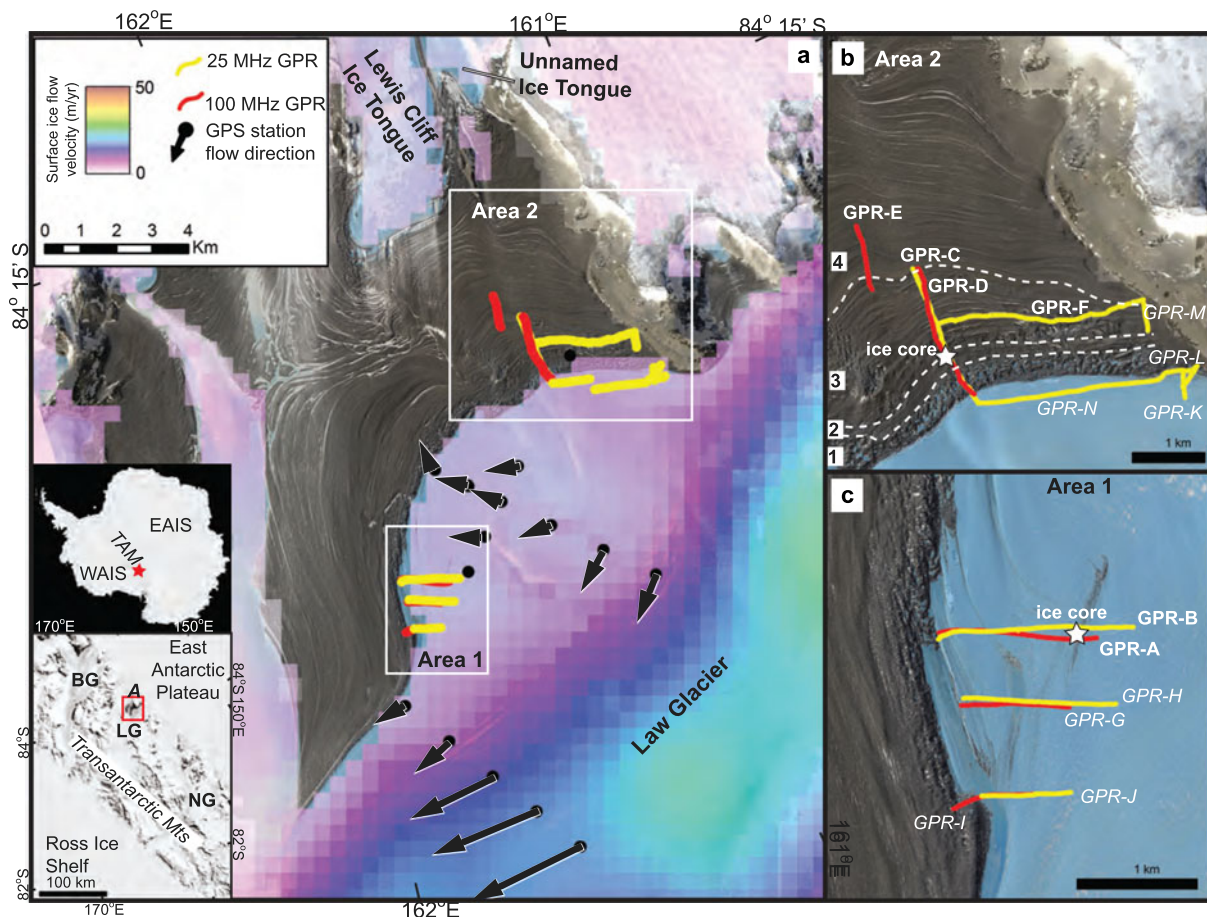 162°E
161°E
84° 15' S
a
25 MHz GPR
100 MHz GPR
GPS station
flow direction
Surface ice flow
velocity (m/yr)
50
0
0 1 2 3 4
Km
Lewis Cliff
Ice Tongue
Unnamed
Ice Tongue
Area 2
84° 15' S
Area 1
Law Glacier
162°E
EAIS
TAM
WAIS
170°E
150°E
East
Antarctic
Plateau
BG
A
LG
84°S
150°E
84°S
Transantarctic Mts
NG
Ross Ice
Shelf
100 km
82°S
82°S
170°E
b
Area 2
GPR-E
4
GPR-C
GPR-D
GPR-F
GPR-M
ice core
GPR-L
3
GPR-N
GPR-K
2
1
1 km
Area 1
c
ice core
GPR-B
GPR-A
GPR-H
GPR-G
GPR-J
GPR-I
1 km